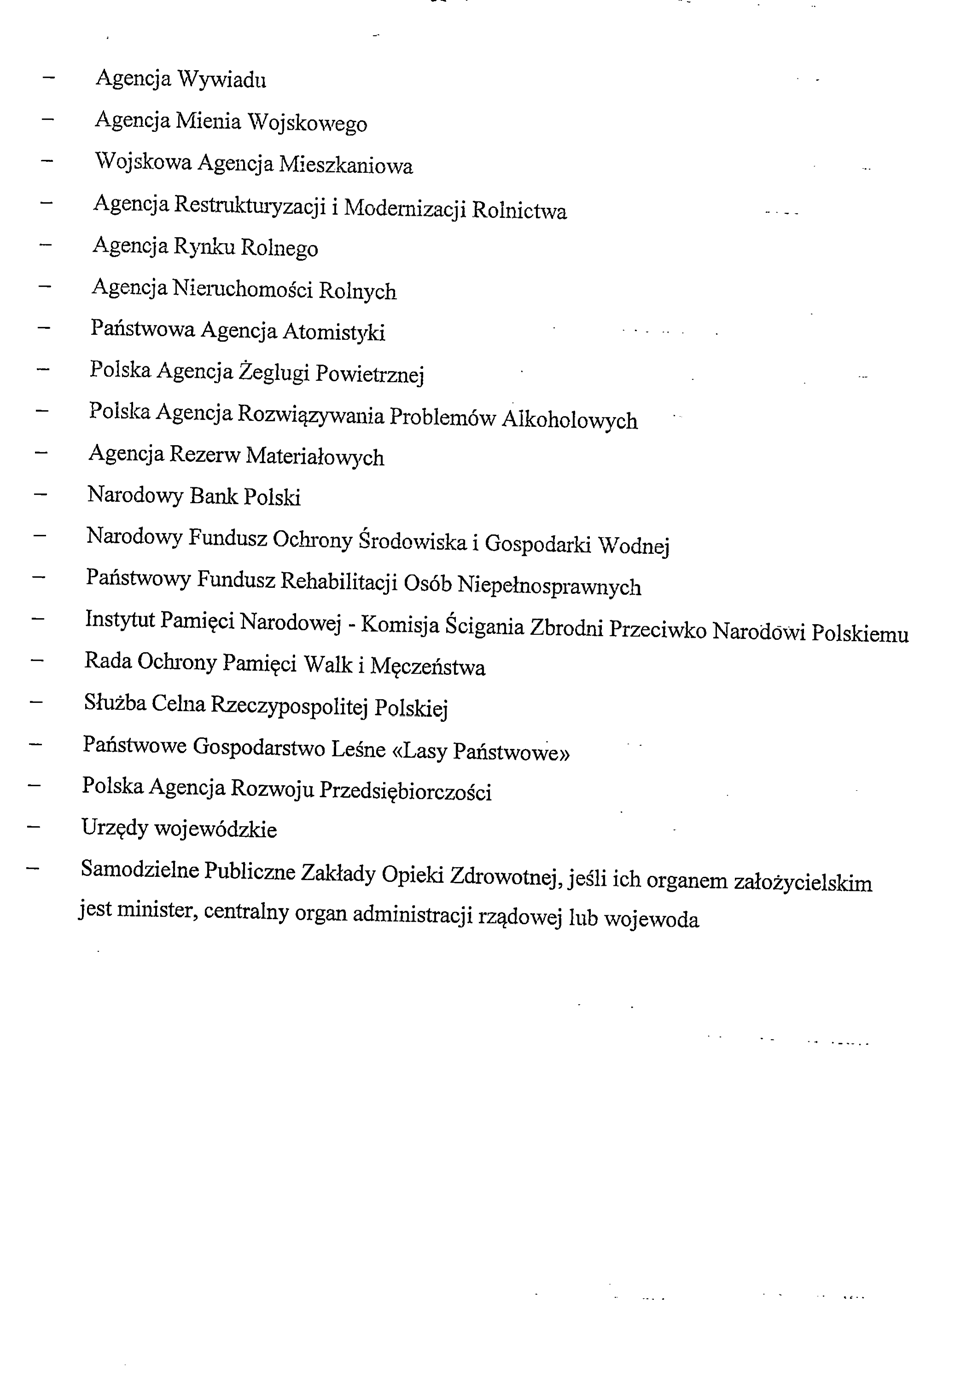 – Agencja Wywiadu
– Agencja Mienia Wojskowego
– Wojskowa Agencja Mieszkaniowa
– Agencja Restrukturyzacji i Modernizacji Rolnictwa
– Agencja Rynku Rolnego
– Agencja Nieruchomości Rolnych
– Państwowa Agencja Atomistyki
– Polska Agencja Żeglugi Powietrznej
– Polska Agencja Rozwiązywania Problemów Alkoholowych
– Agencja Rezerw Materiałowych
– Narodowy Bank Polski
– Narodowy Fundusz Ochrony Środowiska i Gospodarki Wodnej
– Państwowy Fundusz Rehabilitacji Osób Niepełnosprawnych
– Instytut Pamięci Narodowej - Komisja Ścigania Zbrodni Przeciwko Narodowi Polskiemu
– Rada Ochrony Pamięci Walk i Męczeństwa
– Służba Celna Rzeczypospolitej Polskiej
– Państwowe Gospodarstwo Leśne «Lasy Państwowe»
– Polska Agencja Rozwoju Przedsiębiorczości
– Urzędy wojewódzkie
– Samodzielne Publiczne Zakłady Opieki Zdrowotnej, jeśli ich organem założycielskim
jest minister, centralny organ administracji rządowej lub wojewoda